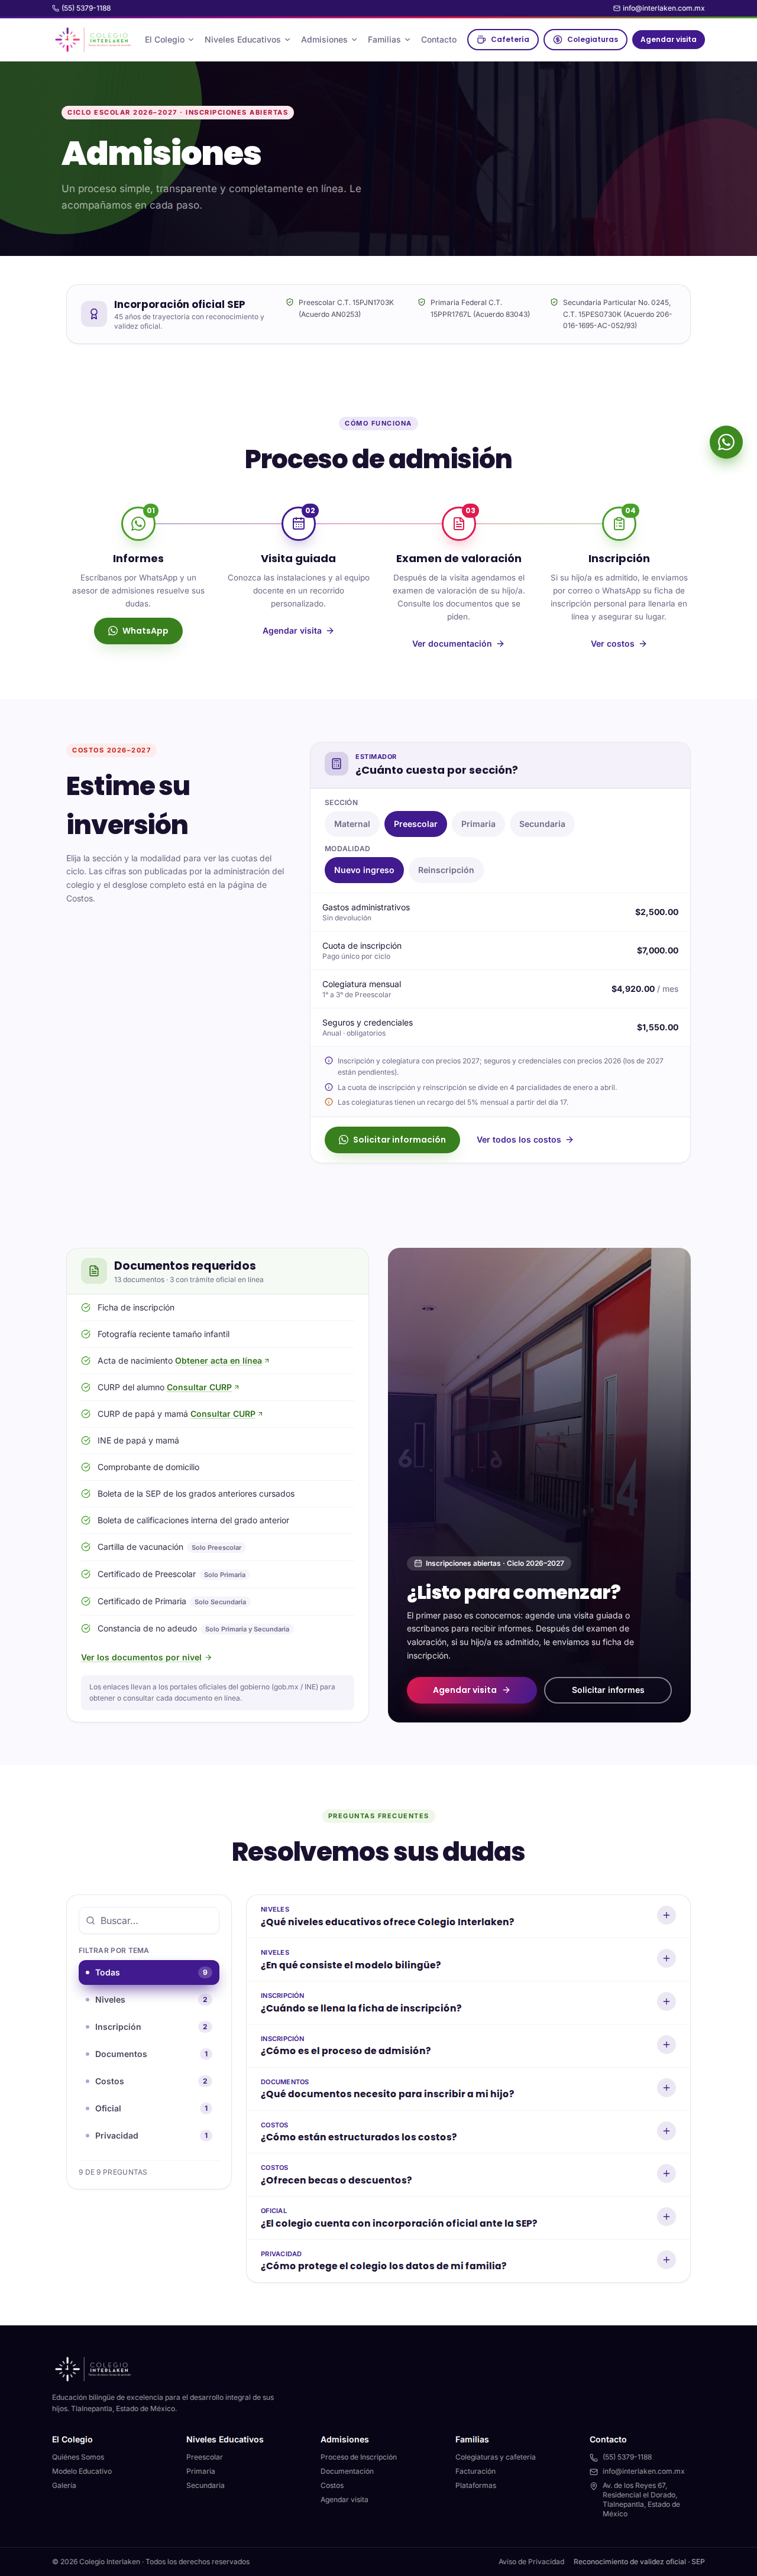 (55) 5379-1188
info@interlaken.com.mx
COLEGIO
INTERLAKEN
El Colegio
Niveles Educativos
Admisiones
Familias
Contacto
Cafetería
Colegiaturas
Agendar visita
CICLO ESCOLAR 2026–2027 · INSCRIPCIONES ABIERTAS
Admisiones
Un proceso simple, transparente y completamente en línea. Le
acompañamos en cada paso.
Incorporación oficial SEP
45 años de trayectoria con reconocimiento y
validez oficial.
Preescolar C.T. 15PJN1703K
(Acuerdo AN0253)
Primaria Federal C.T.
15PPR1767L (Acuerdo 83043)
Secundaria Particular No. 0245,
C.T. 15PES0730K (Acuerdo 206-
016-1695-AC-052/93)
CÓMO FUNCIONA
Proceso de admisión
01
02
03
04
Informes
Escríbanos por WhatsApp y un
asesor de admisiones resuelve sus
dudas.
WhatsApp
Visita guiada
Conozca las instalaciones y al equipo
docente en un recorrido
personalizado.
Agendar visita
Examen de valoración
Después de la visita agendamos el
examen de valoración de su hijo/a.
Consulte los documentos que se
piden.
Ver documentación
Inscripción
Si su hijo/a es admitido, le enviamos
por correo o WhatsApp su ficha de
inscripción personal para llenarla en
línea y asegurar su lugar.
Ver costos
COSTOS 2026–2027
Estime su
inversión
Elija la sección y la modalidad para ver las cuotas del
ciclo. Las cifras son publicadas por la administración del
colegio y el desglose completo está en la página de
Costos.
ESTIMADOR
¿Cuánto cuesta por sección?
SECCIÓN
Maternal
Preescolar
Primaria
Secundaria
MODALIDAD
Nuevo ingreso
Reinscripción
Gastos administrativos
Sin devolución
$2,500.00
Cuota de inscripción
Pago único por ciclo
$7,000.00
Colegiatura mensual
1° a 3° de Preescolar
$4,920.00 / mes
Seguros y credenciales
Anual · obligatorios
$1,550.00
Inscripción y colegiatura con precios 2027; seguros y credenciales con precios 2026 (los de 2027
están pendientes).
La cuota de inscripción y reinscripción se divide en 4 parcialidades de enero a abril.
Las colegiaturas tienen un recargo del 5% mensual a partir del día 17.
Solicitar información
Ver todos los costos
Documentos requeridos
13 documentos · 3 con trámite oficial en línea
Ficha de inscripción
Fotografía reciente tamaño infantil
Acta de nacimiento Obtener acta en línea
CURP del alumno Consultar CURP
CURP de papá y mamá Consultar CURP
INE de papá y mamá
Comprobante de domicilio
Boleta de la SEP de los grados anteriores cursados
Boleta de calificaciones interna del grado anterior
Cartilla de vacunación Solo Preescolar
Certificado de Preescolar Solo Primaria
Certificado de Primaria Solo Secundaria
Constancia de no adeudo Solo Primaria y Secundaria
Ver los documentos por nivel
Los enlaces llevan a los portales oficiales del gobierno (gob.mx / INE) para
obtener o consultar cada documento en línea.
6
4
Inscripciones abiertas · Ciclo 2026–2027
¿Listo para comenzar?
El primer paso es conocernos: agende una visita guiada o
escríbanos para recibir informes. Después del examen de
valoración, si su hijo/a es admitido, le enviamos su ficha de
inscripción.
Agendar visita
Solicitar informes
PREGUNTAS FRECUENTES
Resolvemos sus dudas
Buscar...
FILTRAR POR TEMA
Todas 9
Niveles 2
Inscripción 2
Documentos 1
Costos 2
Oficial 1
Privacidad 1
9 DE 9 PREGUNTAS
NIVELES
¿Qué niveles educativos ofrece Colegio Interlaken?
NIVELES
¿En qué consiste el modelo bilingüe?
INSCRIPCIÓN
¿Cuándo se llena la ficha de inscripción?
INSCRIPCIÓN
¿Cómo es el proceso de admisión?
DOCUMENTOS
¿Qué documentos necesito para inscribir a mi hijo?
COSTOS
¿Cómo están estructurados los costos?
COSTOS
¿Ofrecen becas o descuentos?
OFICIAL
¿El colegio cuenta con incorporación oficial ante la SEP?
PRIVACIDAD
¿Cómo protege el colegio los datos de mi familia?
COLEGIO
INTERLAKEN
Educación bilingüe de excelencia para el desarrollo integral de sus
hijos. Tlalnepantla, Estado de México.
El Colegio
Quiénes Somos
Modelo Educativo
Galería
Niveles Educativos
Preescolar
Primaria
Secundaria
Admisiones
Proceso de Inscripción
Documentación
Costos
Agendar visita
Familias
Colegiaturas y cafetería
Facturación
Plataformas
Contacto
(55) 5379-1188
info@interlaken.com.mx
Av. de los Reyes 67,
Residencial el Dorado,
Tlalnepantla, Estado de
México
© 2026 Colegio Interlaken · Todos los derechos reservados
Aviso de Privacidad
Reconocimiento de validez oficial · SEP